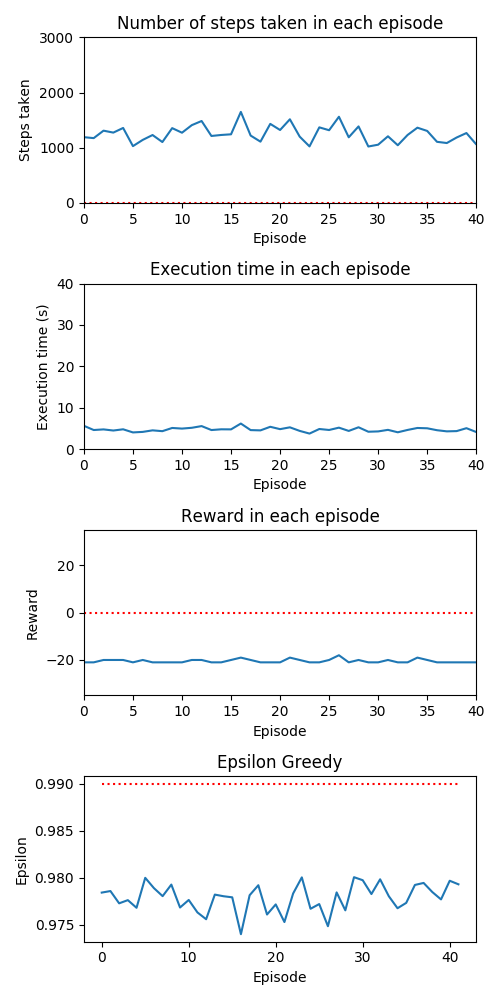 Number of steps taken in each episode
3000
2000
1000
0
Steps taken
0 5 10 15 20 25 30 35 40
Episode
Execution time in each episode
40
30
20
10
0
Execution time (s)
0 5 10 15 20 25 30 35 40
Episode
Reward in each episode
20
0
−20
Reward
0 5 10 15 20 25 30 35 40
Episode
Epsilon Greedy
0.990
0.985
0.980
0.975
Epsilon
0 10 20 30 40
Episode